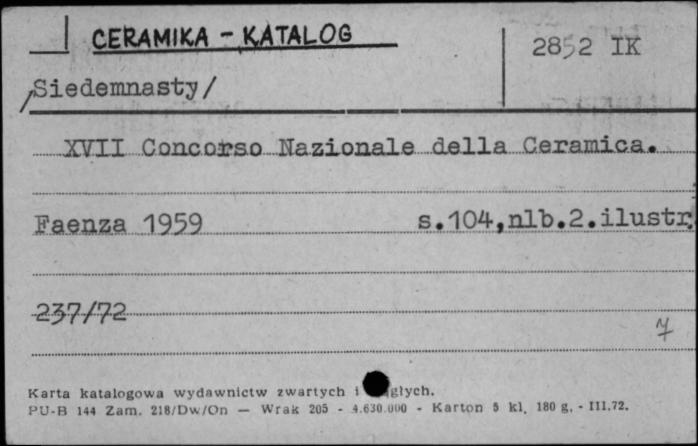 CERAMIKA - KATALOG
2852 IK
/Siedemnasty/
XVII Concorso Nazionale della Ceramica.
Faenza 1959 s.104,nlb.2.ilustr.
237/72
7
Karta katalogowa wydawnictw zwartych i
PU-B 144 Zam. 218/Dw/On — Wrak 205 - 4.630.000 - Karton 5 kl. 180 g. - III.72.